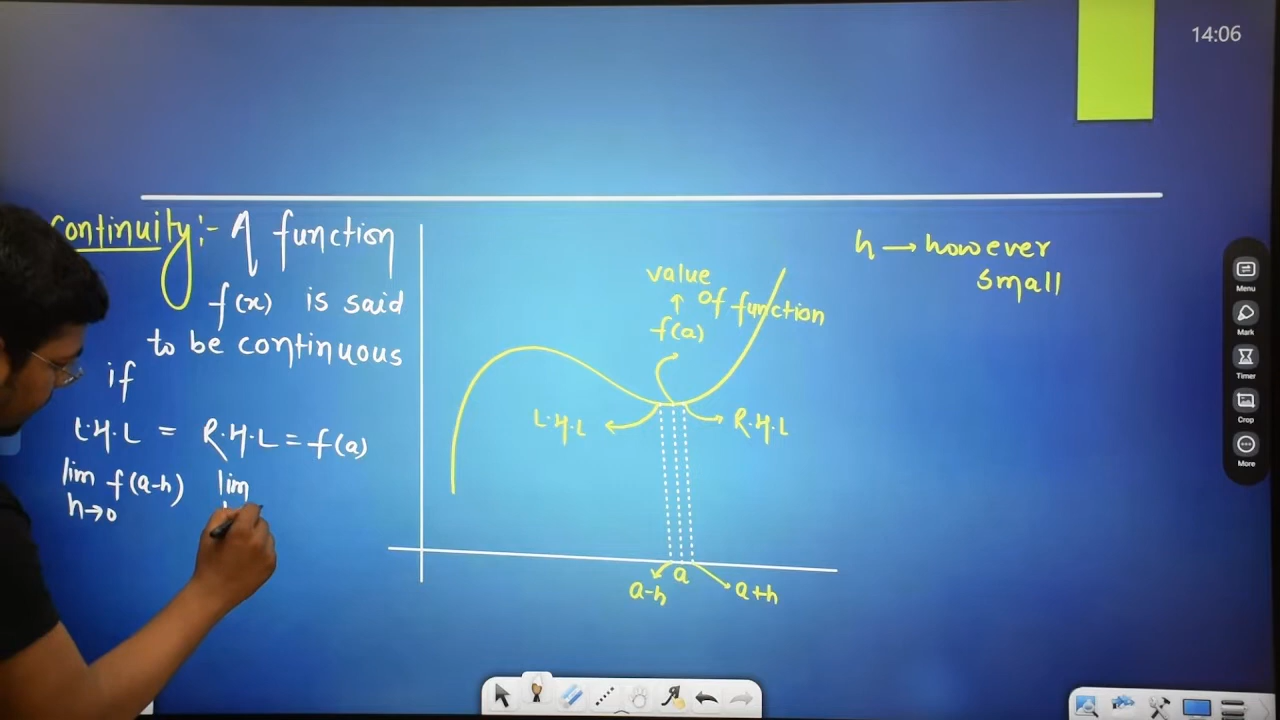 14:06
Continuity:- A function
f(x) is said
to be continuous
if
L.H.L = R.H.L = f(a)
lim f(a-h) lim
h→0
value
↑ of function
f(a)
L.H.L
R.H.L
a-h
a
a+h
h → however
small
Menu
Mark
Timer
Crop
More